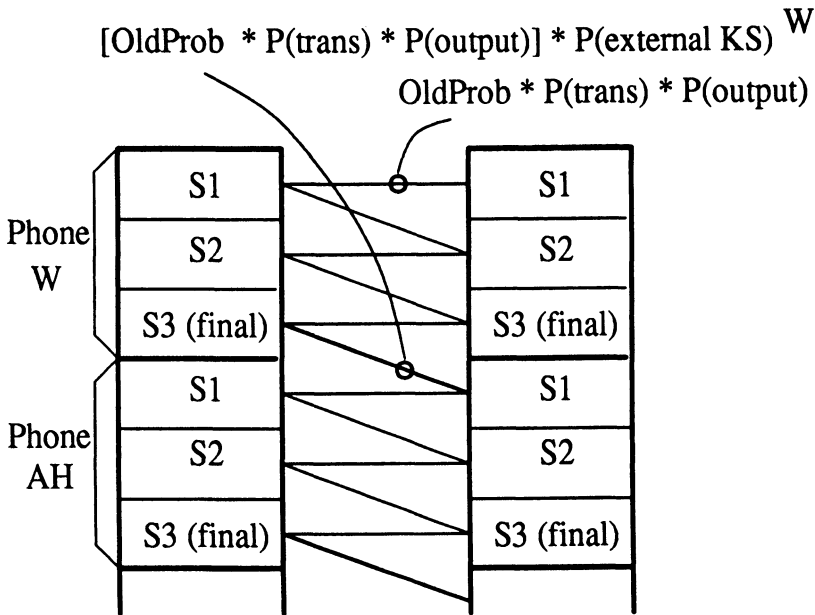 [OldProb * P(trans) * P(output)] * P(external KS) W
OldProb * P(trans) * P(output)
Phone W
S1 S1
S2 S2
S3 (final) S3 (final)
Phone AH
S1 S1
S2 S2
S3 (final) S3 (final)